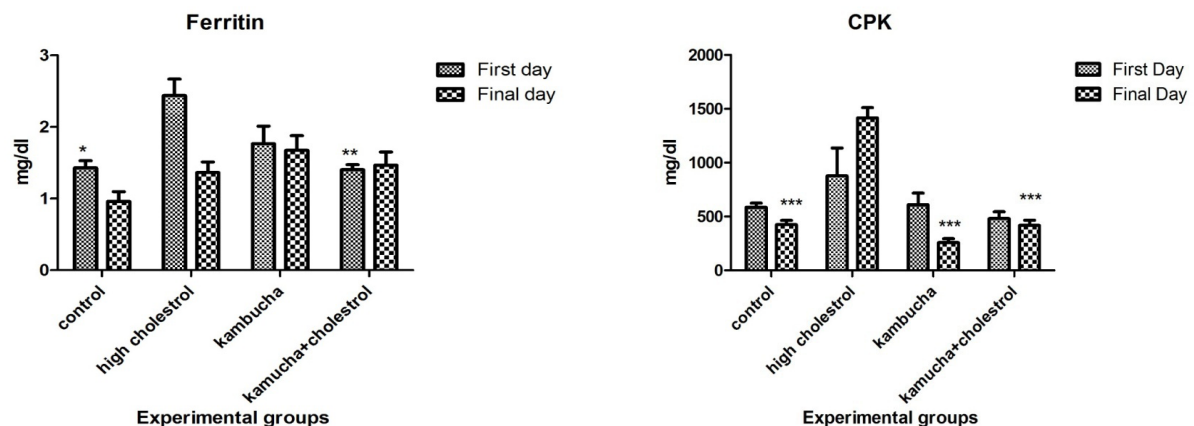 Ferritin
3
2
1
0
mg/dl
*
**
First day
Final day
control
high cholestrol
kambucha
kamucha+cholestrol
Experimental groups
CPK
2000
1500
1000
500
0
mg/dl
***
***
***
First Day
Final Day
control
high cholestrol
kambucha
kamucha+cholestrol
Experimental groups